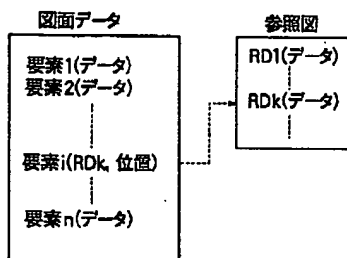 図面データ
要素1(データ)
要素2(データ)
要素i(RDk, 位置)
要素n(データ)
参照図
RD1(データ)
RDk(データ)